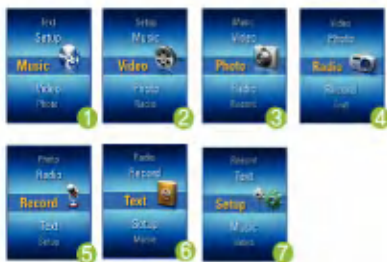 Text
Setup
Music
Video
Photo
1
Setup
Music
Video
Photo
Radio
2
Music
Video
Photo
Radio
Record
3
Video
Photo
Radio
Record
Text
4
Photo
Radio
Record
Text
Setup
5
Radio
Record
Text
Setup
Music
6
Record
Text
Setup
Music
Video
7